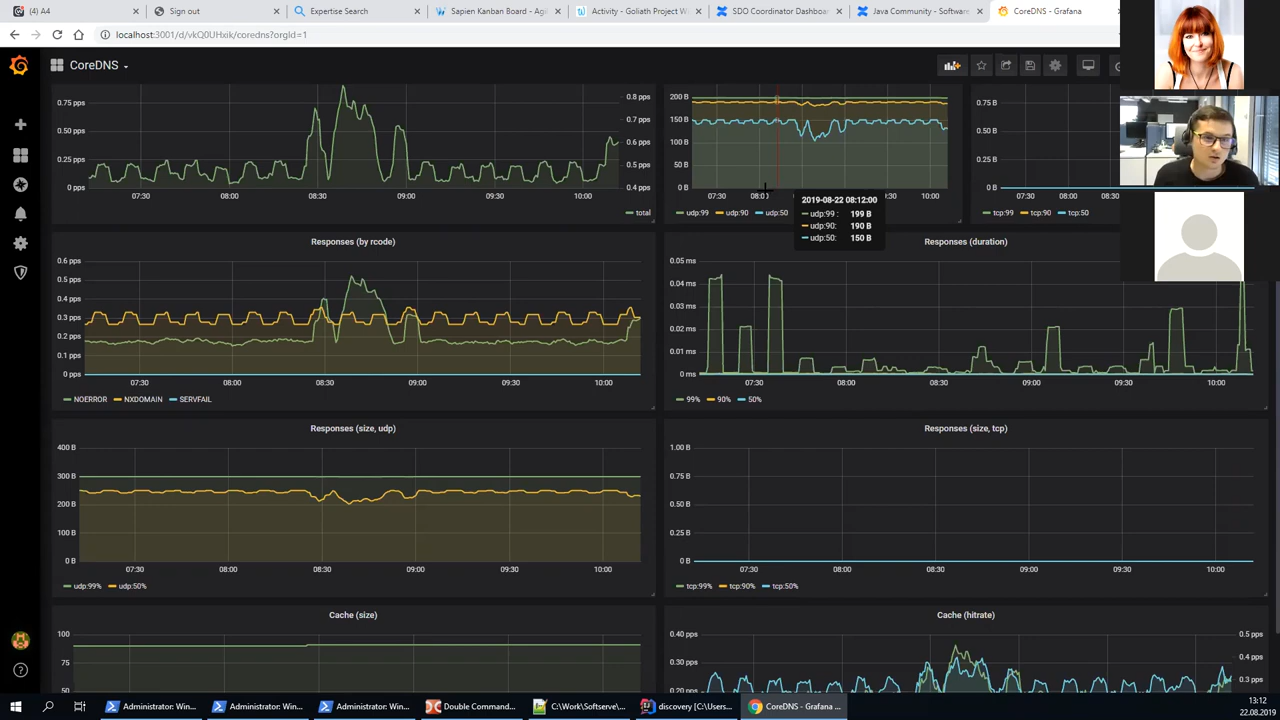 (4) A4
Sign out
Expertise Search
Sapien Kanban Board - Agil
Activity - Goliath Project W
SDO Coordinator Dashboa
Java Community - Softwar
CoreDNS - Grafana
localhost:3001/d/vkQ0UHxik/coredns?orgId=1
CoreDNS
0.75 pps
0.50 pps
0.25 pps
0 pps
0.8 pps
0.7 pps
0.6 pps
0.5 pps
0.4 pps
07:30 08:00 08:30 09:00 09:30 10:00
total
200 B
150 B
100 B
50 B
0 B
07:30 08:00 :30 10:00
udp:99 udp:90 udp:50
2019-08-22 08:12:00
udp:99 : 199 B
udp:90: 190 B
udp:50: 150 B
0.75 B
0.50 B
0.25 B
0 B
07:30 08:00 08:30
tcp:99 tcp:90 tcp:50
Responses (by rcode)
0.6 pps
0.5 pps
0.4 pps
0.3 pps
0.2 pps
0.1 pps
0 pps
07:30 08:00 08:30 09:00 09:30 10:00
NOERROR NXDOMAIN SERVFAIL
Responses (duration)
0.05 ms
0.04 ms
0.03 ms
0.02 ms
0.01 ms
0 ms
07:30 08:00 08:30 09:00 09:30 10:00
99% 90% 50%
Responses (size, udp)
400 B
300 B
200 B
100 B
0 B
07:30 08:00 08:30 09:00 09:30 10:00
udp:99% udp:50%
Responses (size, tcp)
1.00 B
0.75 B
0.50 B
0.25 B
0 B
07:30 08:00 08:30 09:00 09:30 10:00
tcp:99% tcp:90% tcp:50%
Cache (size)
100
75
50
Cache (hitrate)
0.40 pps
0.30 pps
0.20 pps
0.5 pps
0.4 pps
0.3 pps
Administrator: Win...
Administrator: Win...
Administrator: Win...
Double Comman...
C:\Work\Softserve...
discovery [C:\Users...
CoreDNS - Grafana ...
13:12
22.08.2019